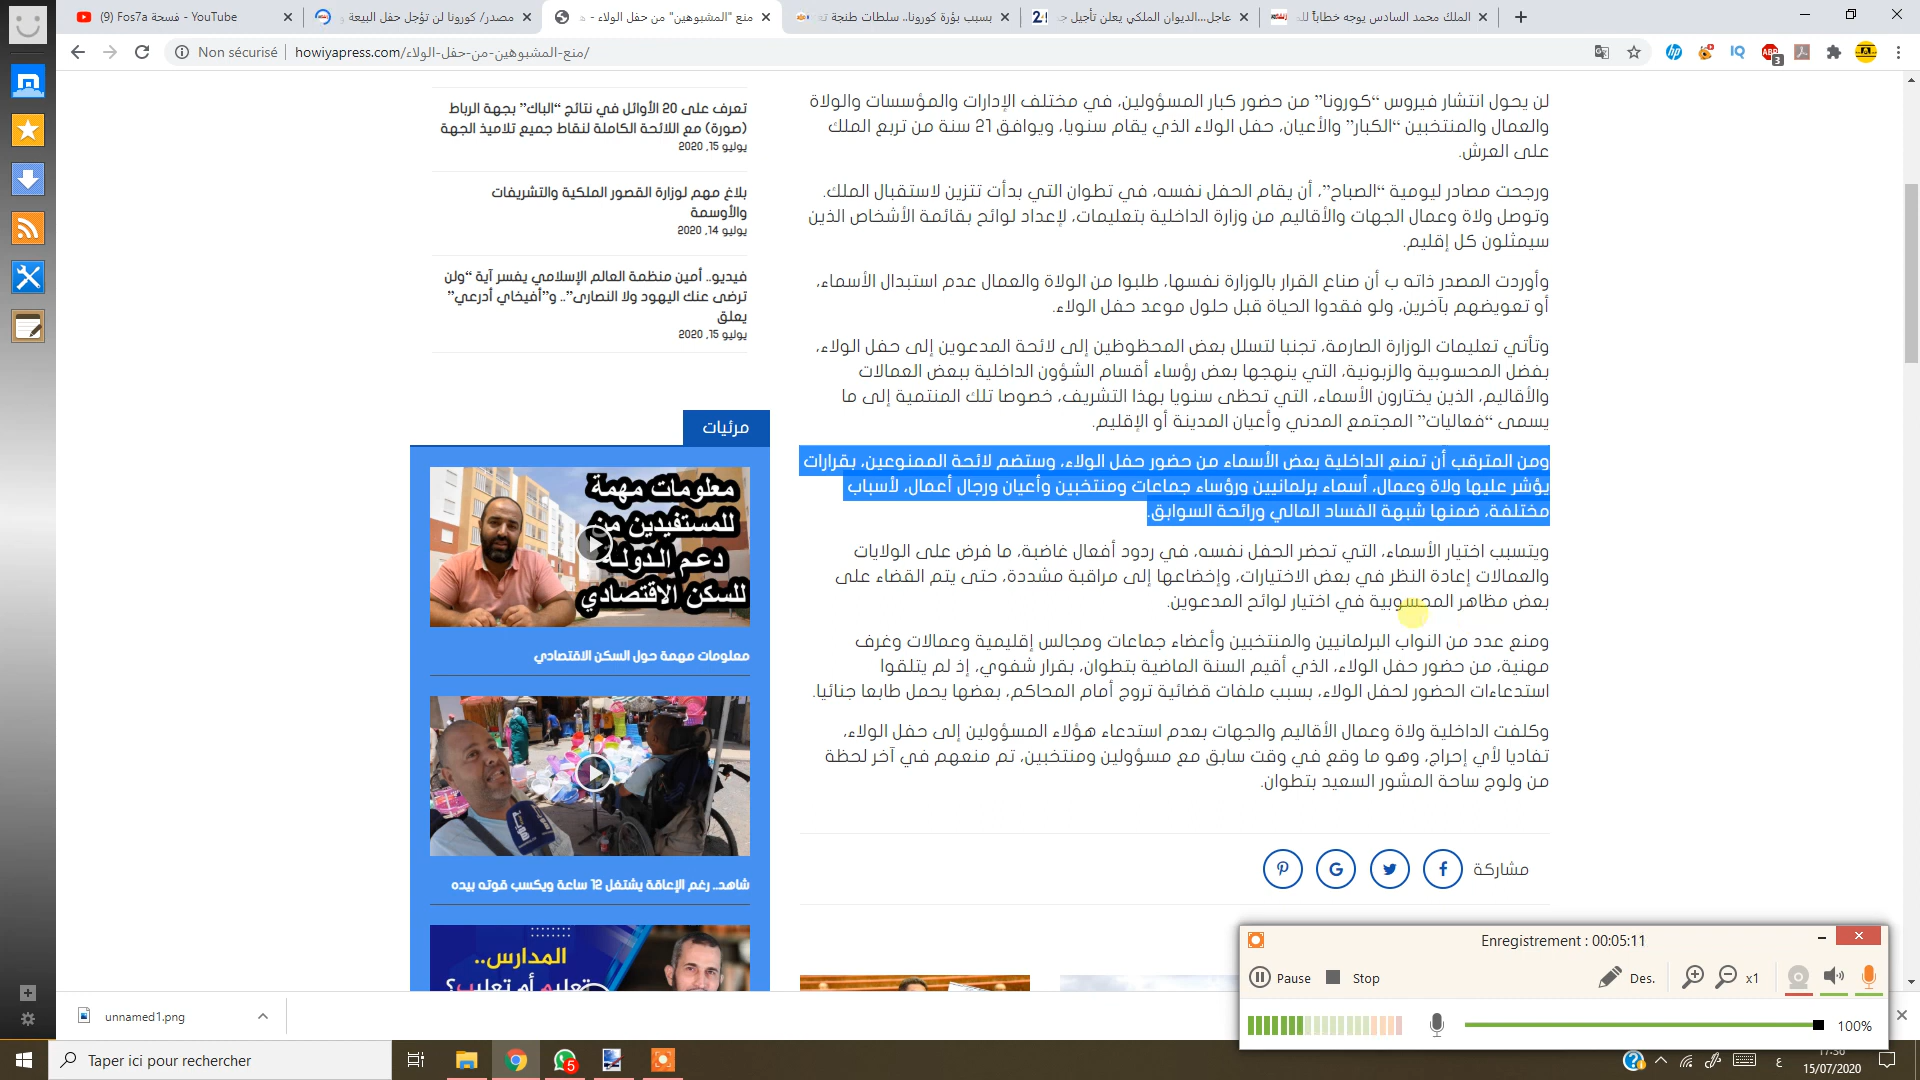 (9) Fos7a فسحة - YouTube
مصدر/ كورونا لن تؤجل حفل البيعة و
منع "المشبوهين" من حفل الولاء - ه
بسبب بؤرة كورونا.. سلطات طنجة تع
عاجل...الديوان الملكي يعلن تأجيل حف
الملك محمد السادس يوجه خطاباً للم
Non sécurisé
howiyapress.com/منع-المشبوهين-من-حفل-الولاء/
لن يحول انتشار فيروس “كورونا” من حضور كبار المسؤولين، في مختلف الإدارات والمؤسسات والولاة
والعمال والمنتخبين “الكبار” والأعيان، حفل الولاء الذي يقام سنويا، ويوافق 21 سنة من تربع الملك
على العرش.
ورجحت مصادر ليومية “الصباح”، أن يقام الحفل نفسه، في تطوان التي بدأت تتزين لاستقبال الملك.
وتوصل ولاة وعمال الجهات والأقاليم من وزارة الداخلية بتعليمات، لإعداد لوائح بقائمة الأشخاص الذين
سيمثلون كل إقليم.
وأوردت المصدر ذاته ب أن صناع القرار بالوزارة نفسها، طلبوا من الولاة والعمال عدم استبدال الأسماء،
أو تعويضهم بآخرين، ولو فقدوا الحياة قبل حلول موعد حفل الولاء.
وتأتي تعليمات الوزارة الصارمة، تجنبا لتسلل بعض المحظوظين إلى لائحة المدعوين إلى حفل الولاء،
بفضل المحسوبية والزبونية، التي ينهجها بعض رؤساء أقسام الشؤون الداخلية ببعض العمالات
والأقاليم، الذين يختارون الأسماء، التي تحظى سنويا بهذا التشريف، خصوصا تلك المنتمية إلى ما
يسمى “فعاليات” المجتمع المدني وأعيان المدينة أو الإقليم.
ومن المترقب أن تمنع الداخلية بعض الأسماء من حضور حفل الولاء، وستضم لائحة الممنوعين، بقرارات
يؤشر عليها ولاة وعمال، أسماء برلمانيين ورؤساء جماعات ومنتخبين وأعيان ورجال أعمال، لأسباب
مختلفة، ضمنها شبهة الفساد المالي ورائحة السوابق.
ويتسبب اختيار الأسماء، التي تحضر الحفل نفسه، في ردود أفعال غاضبة، ما فرض على الولايات
والعمالات إعادة النظر في بعض الاختيارات، وإخضاعها إلى مراقبة مشددة، حتى يتم القضاء على
بعض مظاهر المحسوبية في اختيار لوائح المدعوين.
ومنع عدد من النواب البرلمانيين والمنتخبين وأعضاء جماعات ومجالس إقليمية وعمالات وغرف
مهنية، من حضور حفل الولاء، الذي أقيم السنة الماضية بتطوان، بقرار شفوي، إذ لم يتلقوا
استدعاءات الحضور لحفل الولاء، بسبب ملفات قضائية تروج أمام المحاكم، بعضها يحمل طابعا جنائيا.
وكلفت الداخلية ولاة وعمال الأقاليم والجهات بعدم استدعاء هؤلاء المسؤولين إلى حفل الولاء،
تفاديا لأي إحراج، وهو ما وقع في وقت سابق مع مسؤولين ومنتخبين، تم منعهم في آخر لحظة
من ولوج ساحة المشور السعيد بتطوان.
مشاركة
تعرف على 20 الأوائل في نتائج “الباك” بجهة الرباط
(صورة) مع اللائحة الكاملة لنقاط جميع تلاميذ الجهة
يوليو 15, 2020
بلاغ مهم لوزارة القصور الملكية والتشريفات
والأوسمة
يوليو 14, 2020
فيديو.. أمين منظمة العالم الإسلامي يفسر آية “ولن
ترضى عنك اليهود ولا النصارى”.. و”أفيخاي أدرعي”
يعلق
يوليو 15, 2020
مرئيات
معلومات مهمة
للمستفيدين من
دعم الدولة
للسكن الاقتصادي
معلومات مهمة حول السكن الاقتصادي
شاهد.. رغم الإعاقة يشتغل 12 ساعة ويكسب قوته بيده
المدارس..
تعليم أم تعليب؟
Enregistrement : 00:05:11
Pause
Stop
Des.
x1
100%
unnamed1.png
Taper ici pour rechercher
5
17:36
15/07/2020